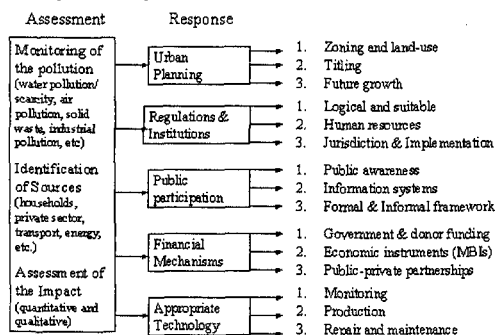 Assessment
Response
Monitoring of
the pollution
(water pollution/
scarcity, air
pollution, solid
waste, industrial
pollution, etc)
Identification
of Sources
(households,
private sector,
transport, energy,
etc.)
Assessment of
the Impact
(quantitative and
qualitative)
Urban
Planning
1. Zoning and land-use
2. Titling
3. Future growth
Regulations &
Institutions
1. Logical and suitable
2. Human resources
3. Jurisdiction & Implementation
Public
participation
1. Public awareness
2. Information systems
3. Formal & Informal framework
Financial
Mechanisms
1. Government & donor funding
2. Economic instruments (MBIs)
3. Public-private partnerships
Appropriate
Technology
1. Monitoring
2. Production
3. Repair and maintenance